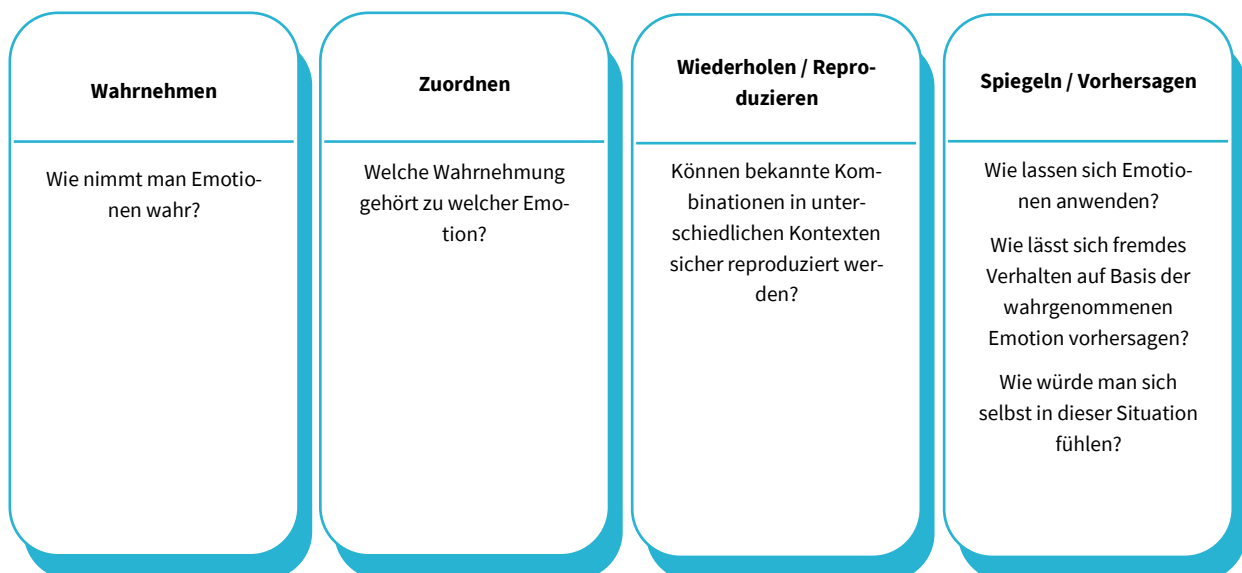 Wahrnehmen
Wie nimmt man Emotio-
nen wahr?
Zuordnen
Welche Wahrnehmung
gehört zu welcher Emo-
tion?
Wiederholen / Repro-
duzieren
Können bekannte Kom-
binationen in unter-
schiedlichen Kontexten
sicher reproduziert wer-
den?
Spiegeln / Vorhersagen
Wie lassen sich Emotio-
nen anwenden?
Wie lässt sich fremdes
Verhalten auf Basis der
wahrgenommenen
Emotion vorhersagen?
Wie würde man sich
selbst in dieser Situation
fühlen?